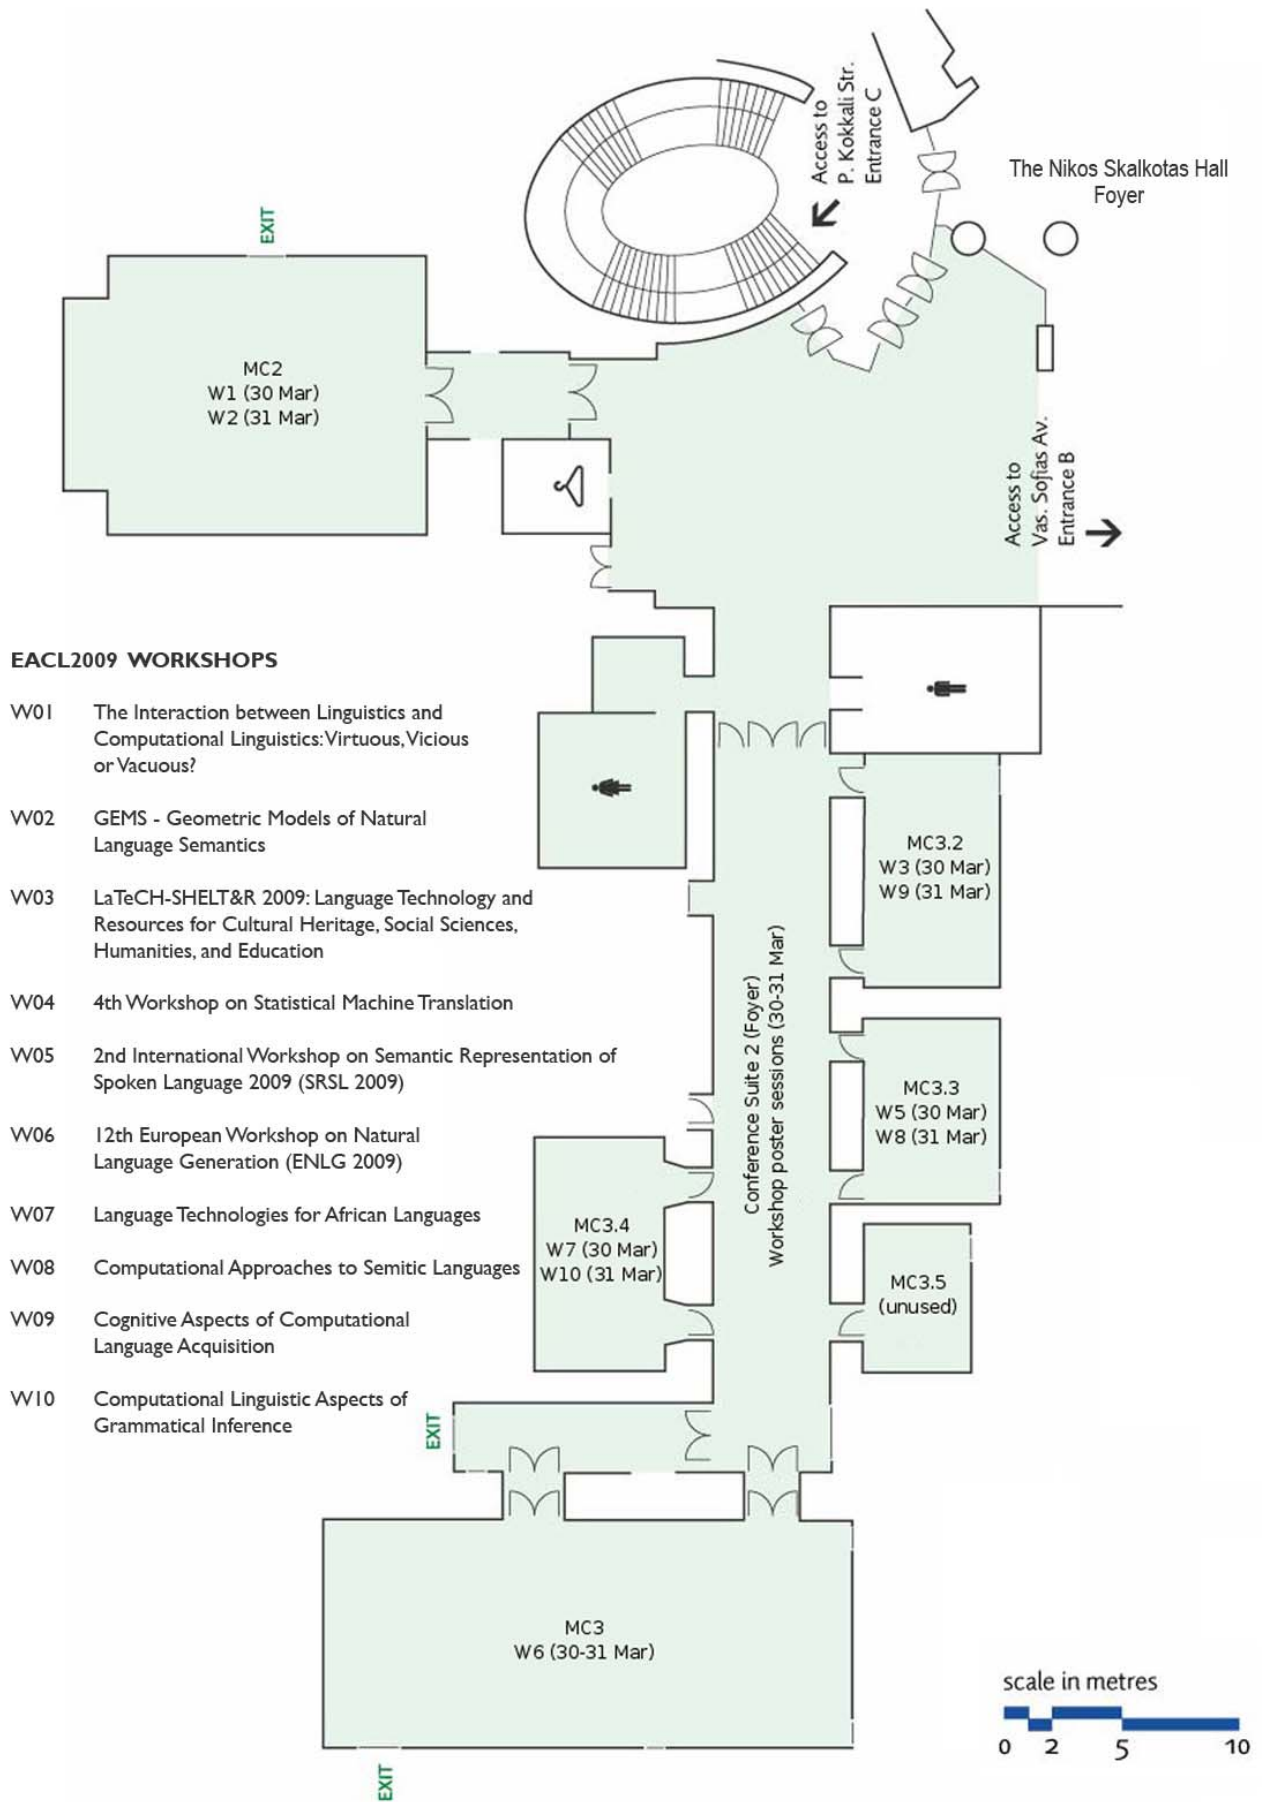 Access to
P. Kokkali Str.
Entrance C
The Nikos Skalkotas Hall
Foyer
EXIT
MC2
W1 (30 Mar)
W2 (31 Mar)
Access to
Vas. Sofias Av.
Entrance B
EACL2009 WORKSHOPS
W01 The Interaction between Linguistics and
Computational Linguistics: Virtuous, Vicious
or Vacuous?
W02 GEMS - Geometric Models of Natural
Language Semantics
W03 LaTeCH-SHELT&R 2009: Language Technology and
Resources for Cultural Heritage, Social Sciences,
Humanities, and Education
W04 4th Workshop on Statistical Machine Translation
W05 2nd International Workshop on Semantic Representation of
Spoken Language 2009 (SRSL 2009)
W06 12th European Workshop on Natural
Language Generation (ENLG 2009)
W07 Language Technologies for African Languages
W08 Computational Approaches to Semitic Languages
W09 Cognitive Aspects of Computational
Language Acquisition
W10 Computational Linguistic Aspects of
Grammatical Inference
MC3.2
W3 (30 Mar)
W9 (31 Mar)
Conference Suite 2 (Foyer)
Workshop poster sessions (30-31 Mar)
MC3.3
W5 (30 Mar)
W8 (31 Mar)
MC3.4
W7 (30 Mar)
W10 (31 Mar)
MC3.5
(unused)
EXIT
MC3
W6 (30-31 Mar)
EXIT
scale in metres
0 2 5 10